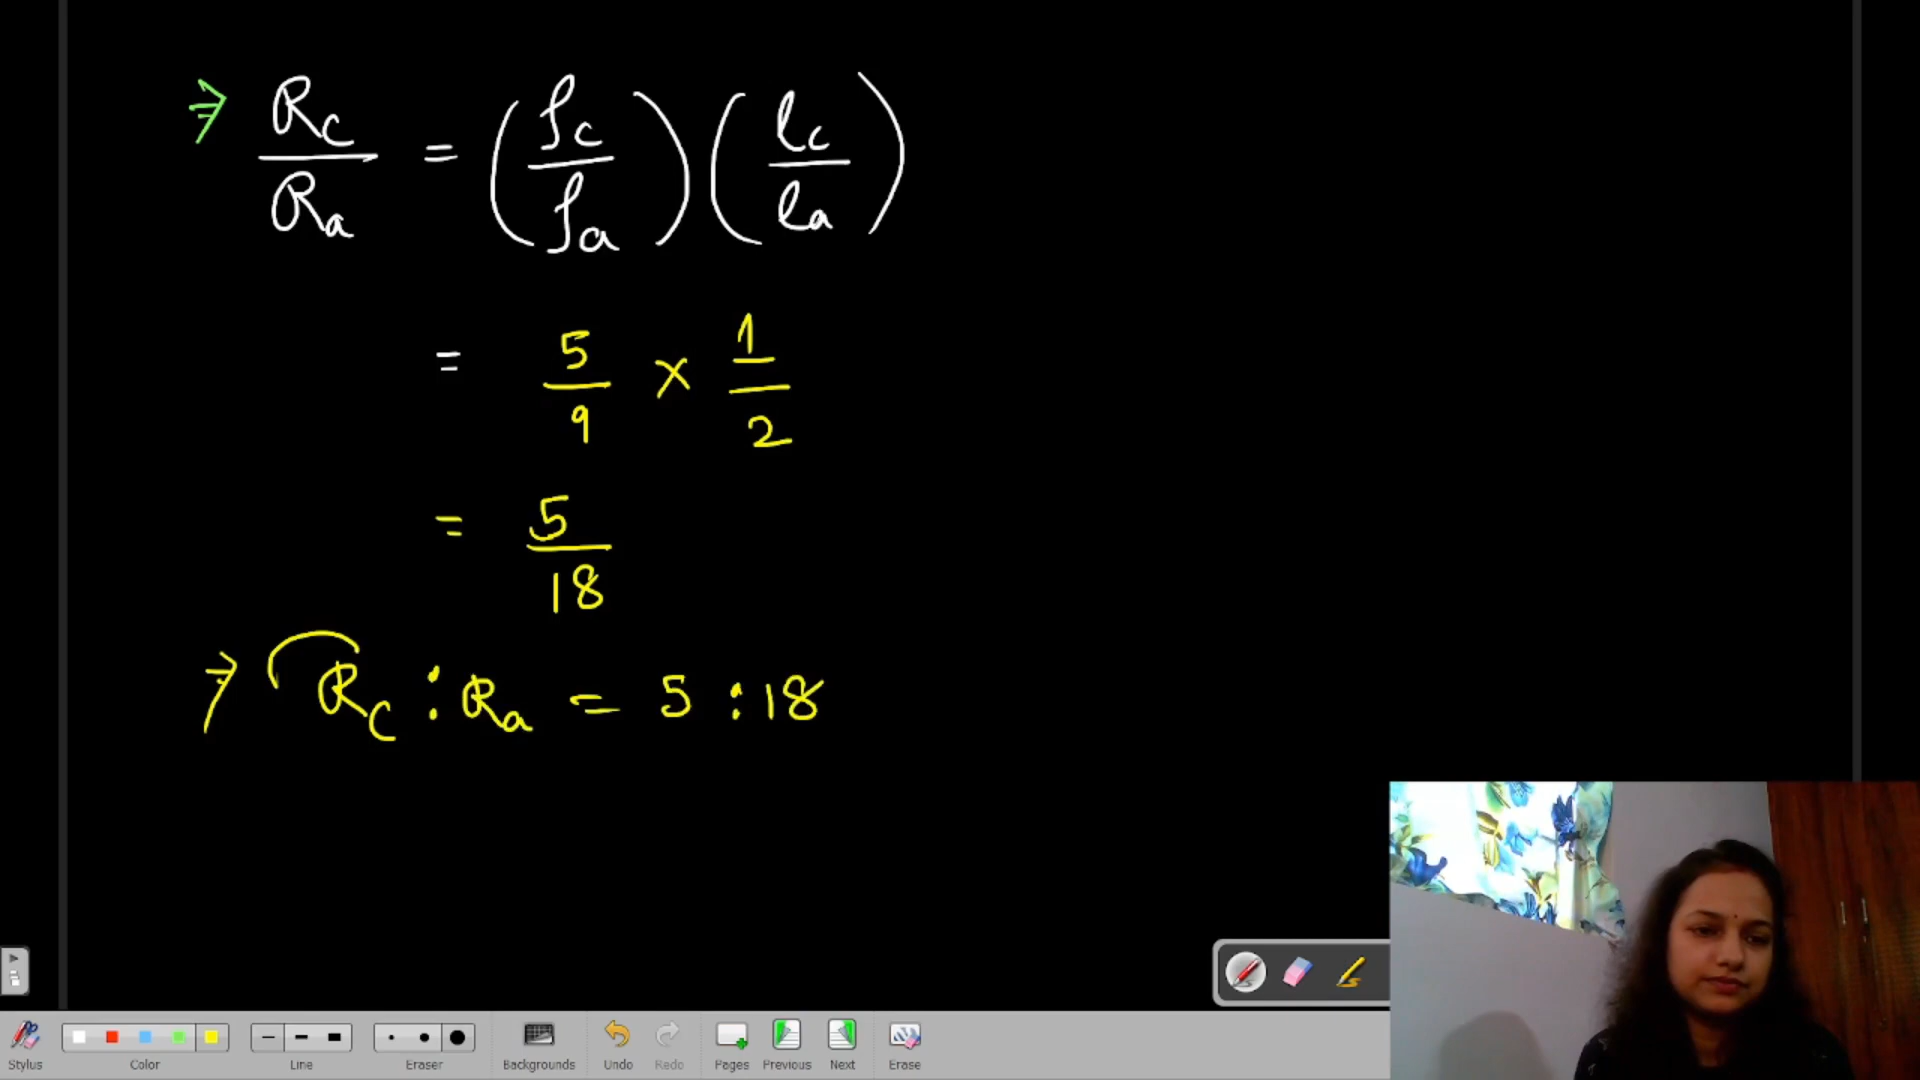 ⇒ Rc/Ra = (ρc/ρa)(lc/la)
= 5/9 × 1/2
= 5/18
⇒ Rc : Ra = 5 : 18
Stylus Color Line Eraser Backgrounds Undo Redo Pages Previous Next Erase